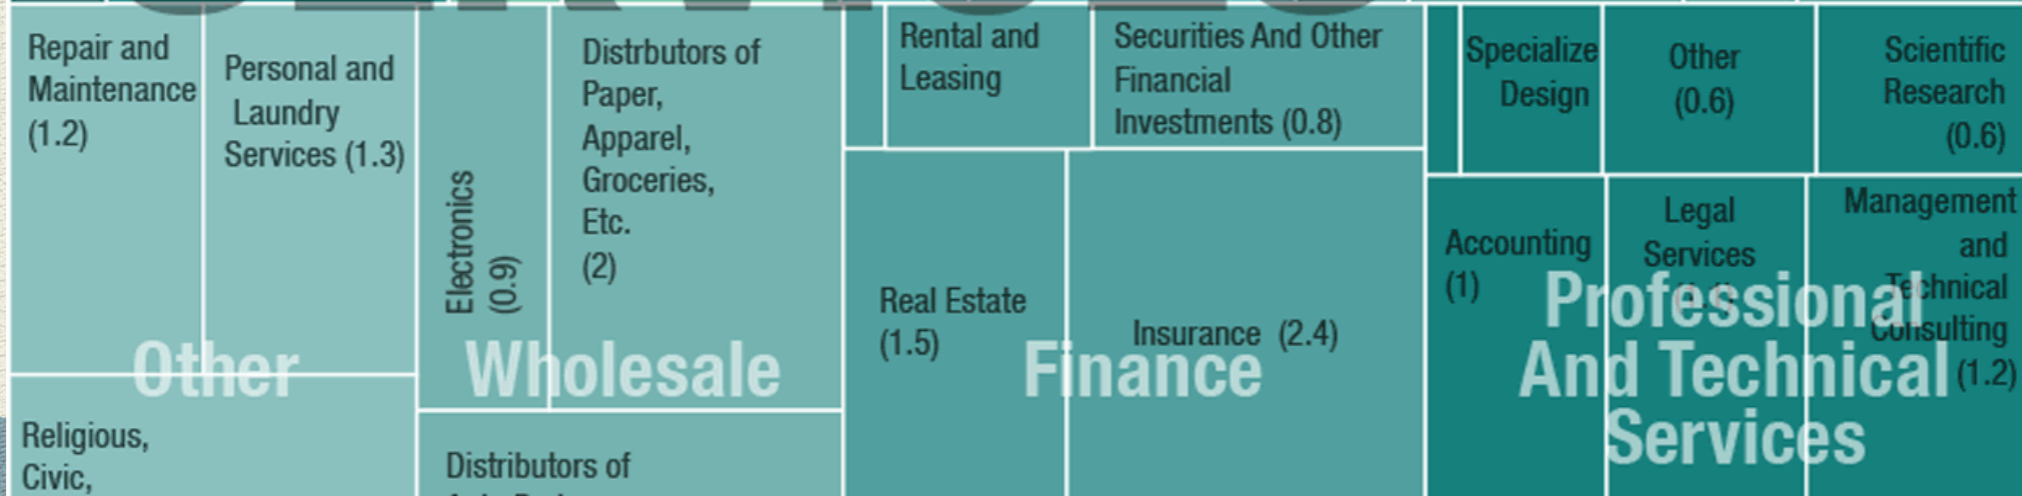 Repair and
Maintenance
(1.2)
Personal and
Laundry
Services (1.3)
Other
Religious,
Civic,
Electronics
(0.9)
Distrbutors of
Paper,
Apparel,
Groceries,
Etc.
(2)
Wholesale
Distributors of
Rental and
Leasing
Securities And Other
Financial
Investments (0.8)
Real Estate
(1.5)
Insurance (2.4)
Finance
Specialize
Design
Other
(0.6)
Scientific
Research
(0.6)
Accounting
(1)
Legal
Services
Management
and
Technical
Consulting
(1.2)
Professional
And Technical
Services